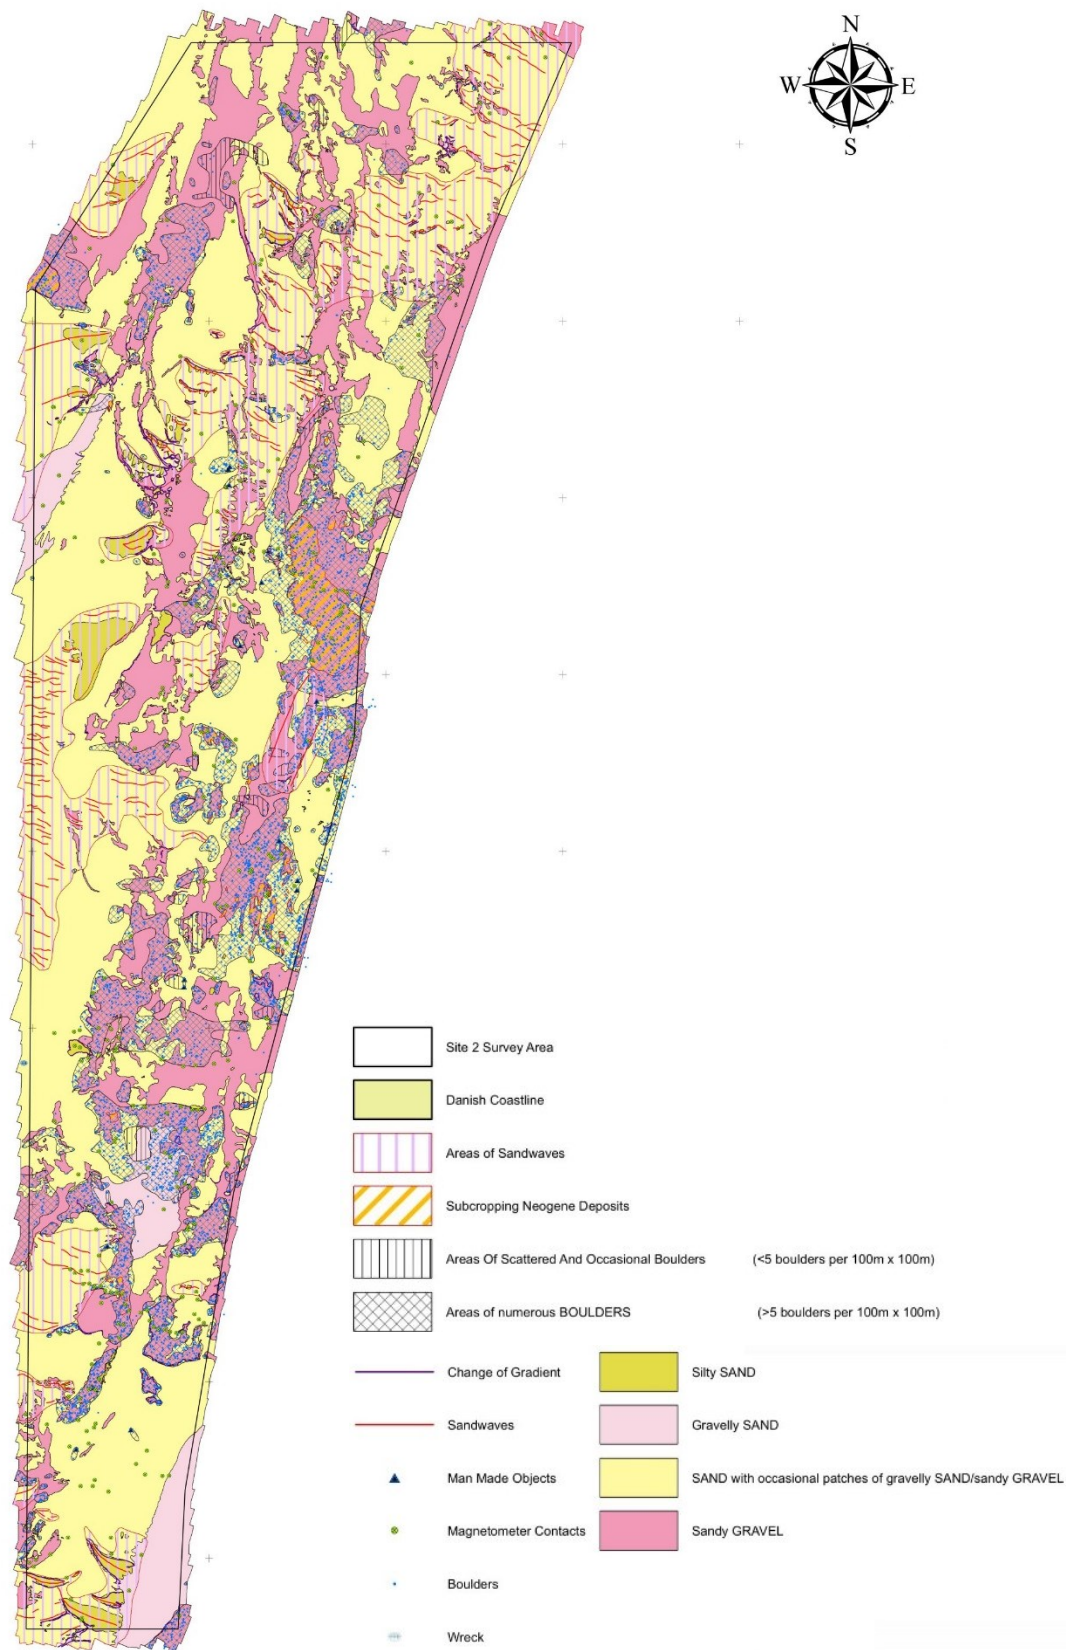 N
W E
S
Site 2 Survey Area
Danish Coastline
Areas of Sandwaves
Subcropping Neogene Deposits
Areas Of Scattered And Occasional Boulders (<5 boulders per 100m x 100m)
Areas of numerous BOULDERS (>5 boulders per 100m x 100m)
Change of Gradient Silty SAND
Sandwaves Gravelly SAND
Man Made Objects SAND with occasional patches of gravelly SAND/sandy GRAVEL
Magnetometer Contacts Sandy GRAVEL
Boulders
Wreck